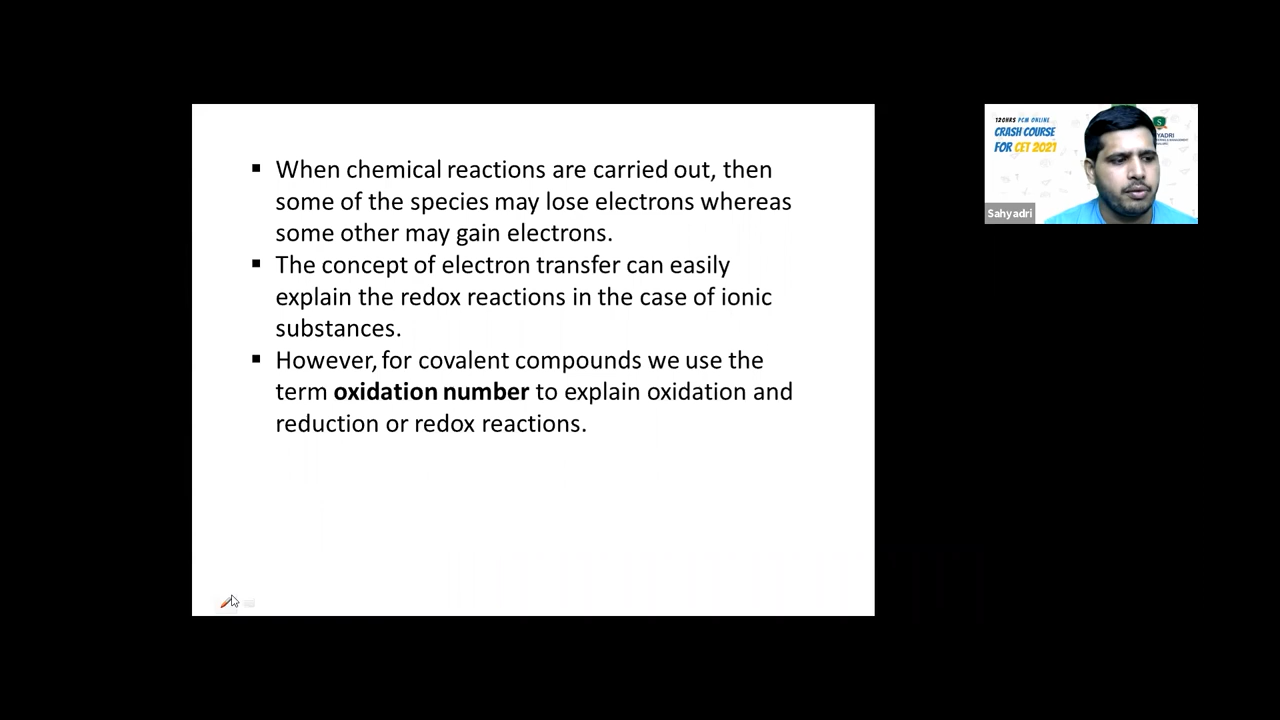 ▪ When chemical reactions are carried out, then
some of the species may lose electrons whereas
some other may gain electrons.
▪ The concept of electron transfer can easily
explain the redox reactions in the case of ionic
substances.
▪ However, for covalent compounds we use the
term oxidation number to explain oxidation and
reduction or redox reactions.
120HRS PCM ONLINE
CRASH COURSE
FOR CET 2021
S
YADRI
Sahyadri